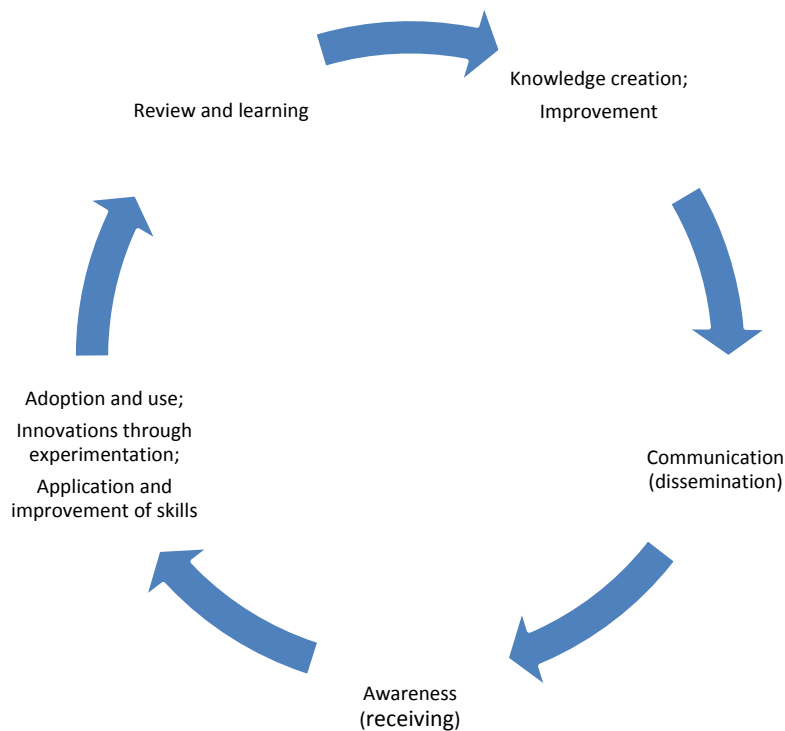 Review and learning
Knowledge creation;
Improvement
Communication
(dissemination)
Awareness
(receiving)
Adoption and use;
Innovations through
experimentation;
Application and
improvement of skills